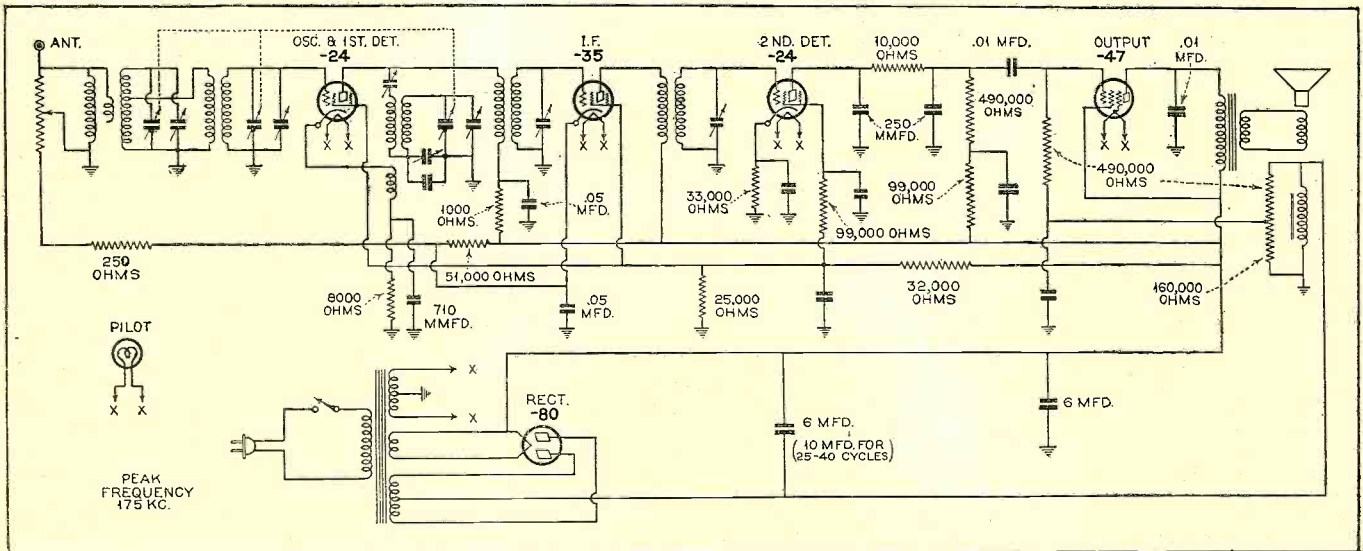 ANT.
OSC. & 1ST. DET.
-24
I.F.
-35
2ND. DET.
-24
10,000
OHMS
.01 MFD.
OUTPUT
-47
.01
MFD.
X X
X X
X X
X X
250
MMFD.
490,000
OHMS
490,000
OHMS
1000
OHMS.
.05
MFD.
33,000
OHMS
99,000 OHMS
99,000
OHMS
250
OHMS
51,000 OHMS
8000
OHMS
710
MMFD.
.05
MFD.
25,000
OHMS
32,000
OHMS
160,000
OHMS
PILOT
X X
X
X
RECT.
-80
6 MFD.
(10 MFD. FOR
25-40 CYCLES)
6 MFD.
PEAK
FREQUENCY
175 KC.